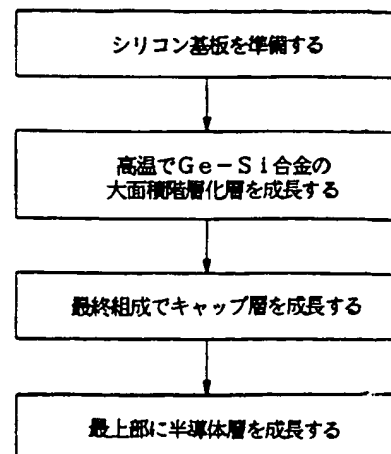 シリコン基板を準備する
高温でGe－Si合金の
大面積階層化層を成長する
最終組成でキャップ層を成長する
最上部に半導体層を成長する